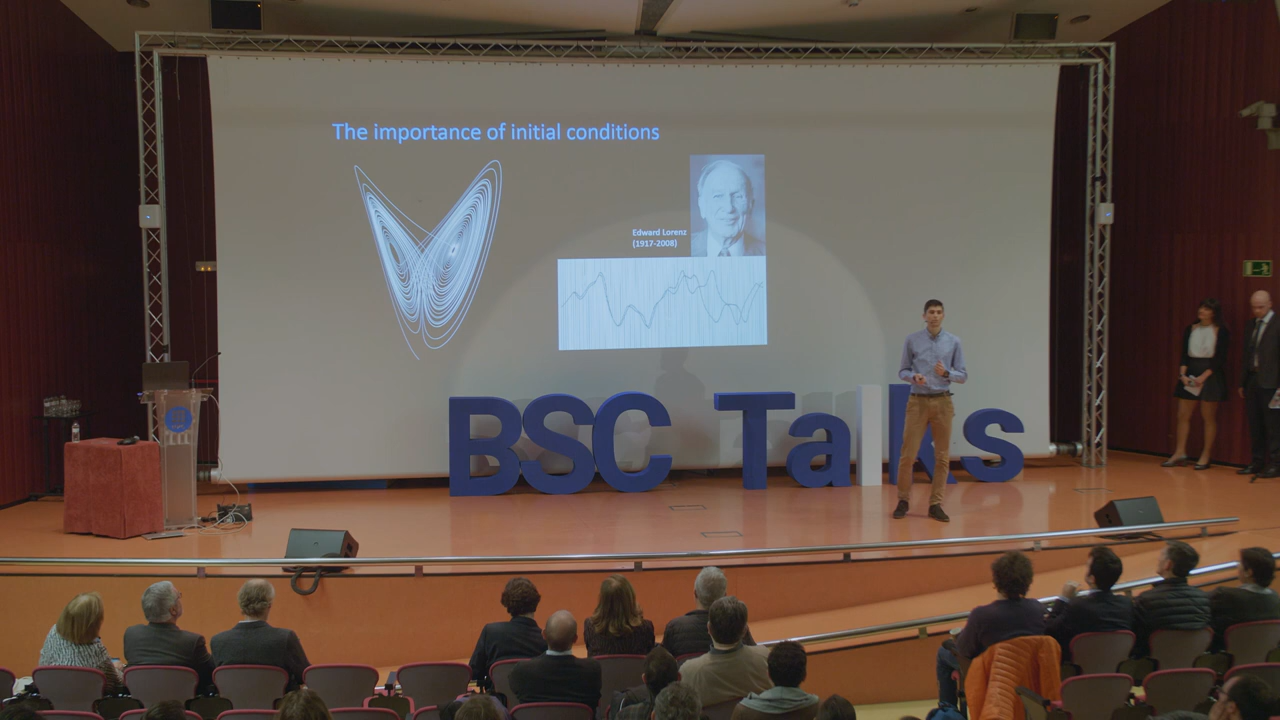 The importance of initial conditions
Edward Lorenz
(1917-2008)
BSC Talks